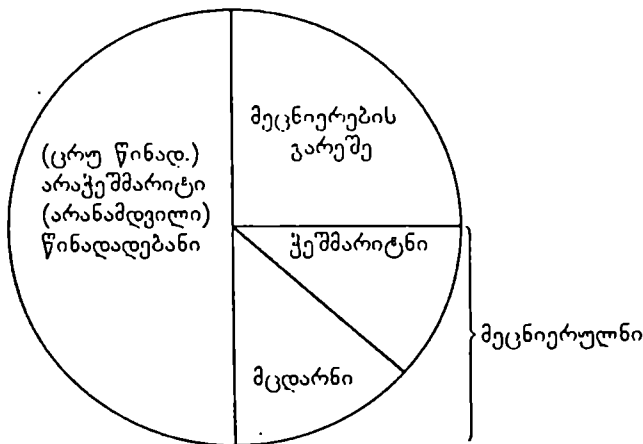 მეცნიერების
გარეშე
(ცრუ წინად.)
არაჭეშმარიტი
(არანამდვილი)
წინადადებანი
ჭეშმარიტნი
მცდარნი
მეცნიერულნი